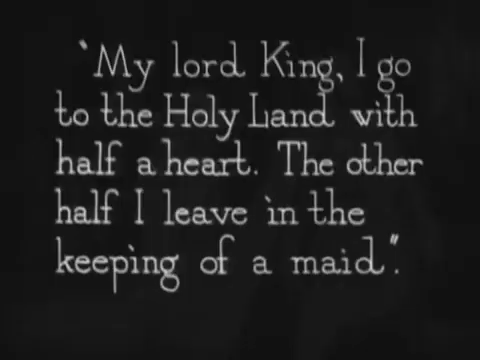 "My lord King, I go
to the Holy Land with
half a heart. The other
half I leave in the
keeping of a maid".